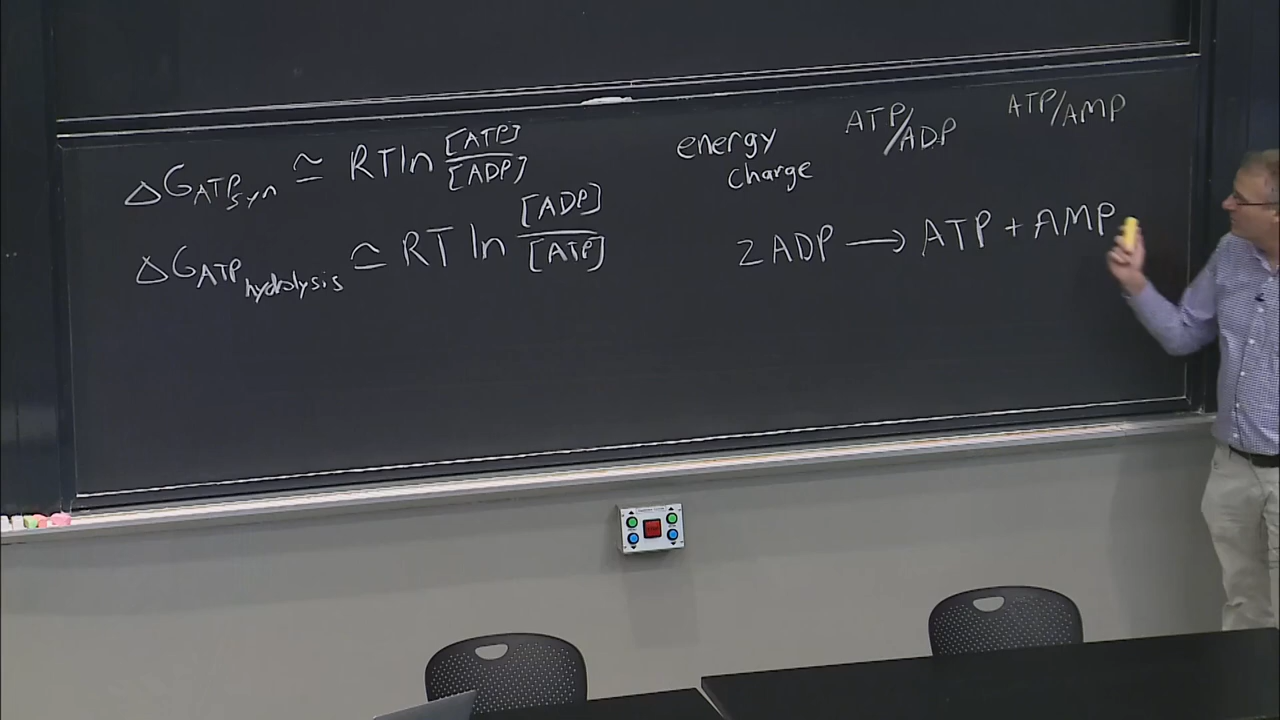 ΔG_ATP syn ≃ RT ln [ATP]/[ADP]
ΔG_ATP hydrolysis ≃ RT ln [ADP]/[ATP]
energy
charge
ATP/ADP
ATP/AMP
2ADP → ATP + AMP